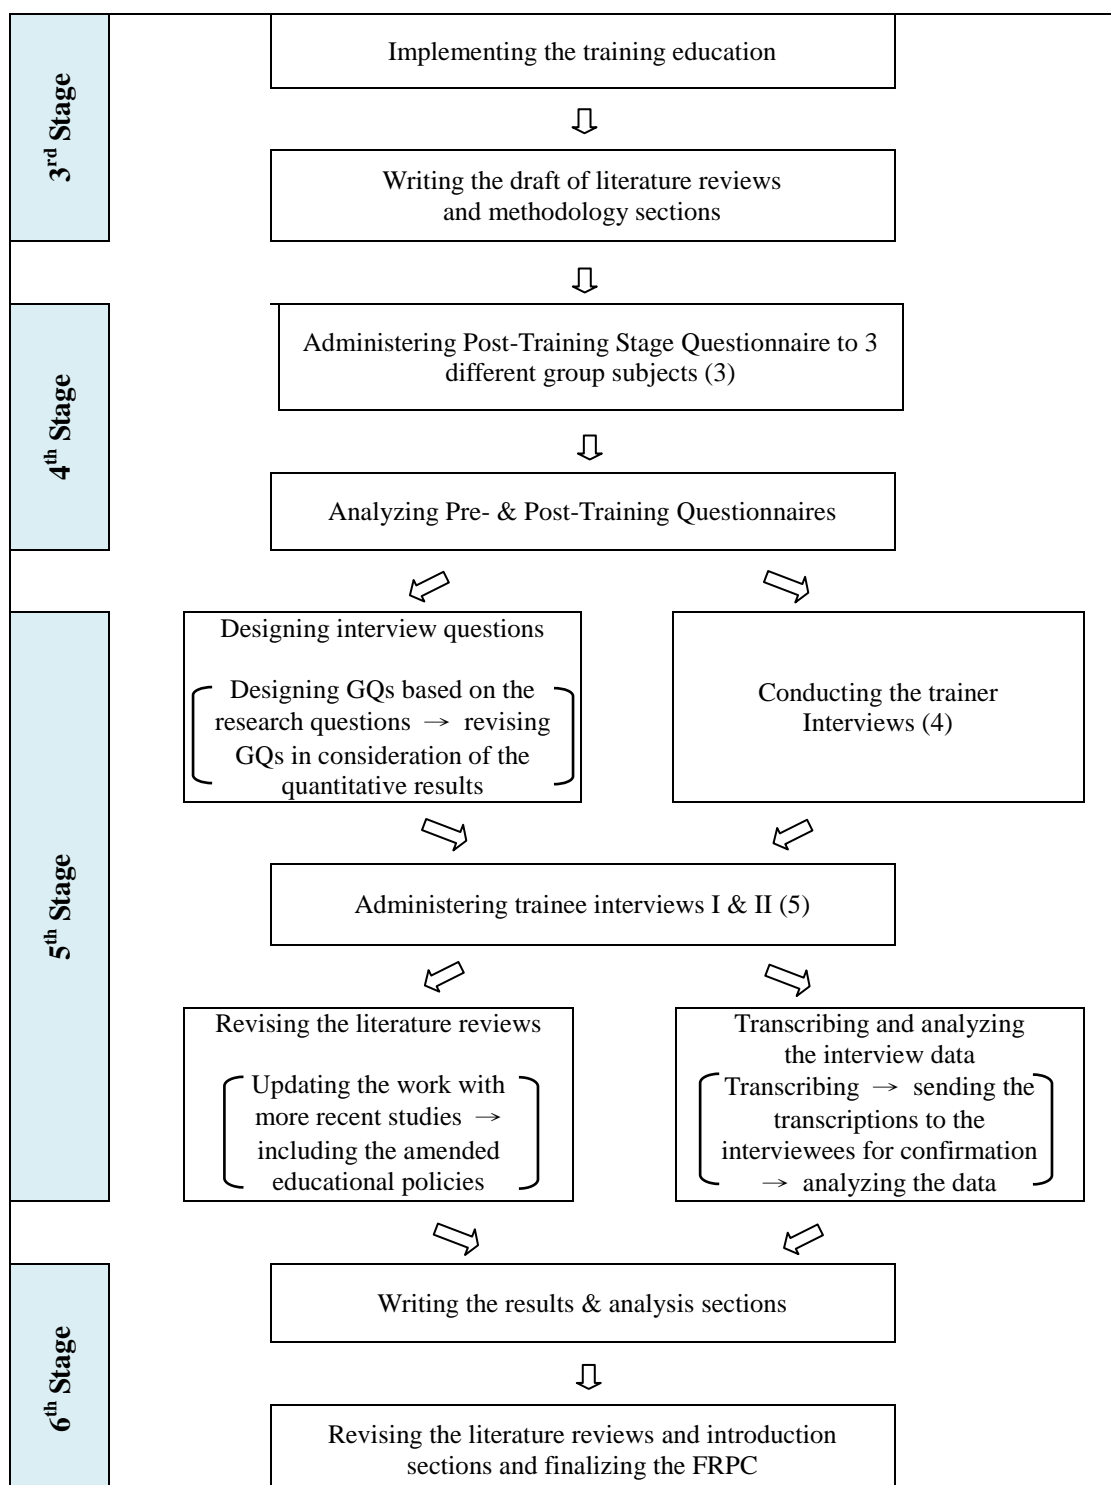 3rd Stage
Implementing the training education
Writing the draft of literature reviews
and methodology sections
4th Stage
Administering Post-Training Stage Questionnaire to 3
different group subjects (3)
Analyzing Pre- & Post-Training Questionnaires
5th Stage
Designing interview questions
Designing GQs based on the
research questions → revising
GQs in consideration of the
quantitative results
Conducting the trainer
Interviews (4)
Administering trainee interviews I & II (5)
Revising the literature reviews
Updating the work with
more recent studies →
including the amended
educational policies
Transcribing and analyzing
the interview data
Transcribing → sending the
transcriptions to the
interviewees for confirmation
→ analyzing the data
6th Stage
Writing the results & analysis sections
Revising the literature reviews and introduction
sections and finalizing the FRPC